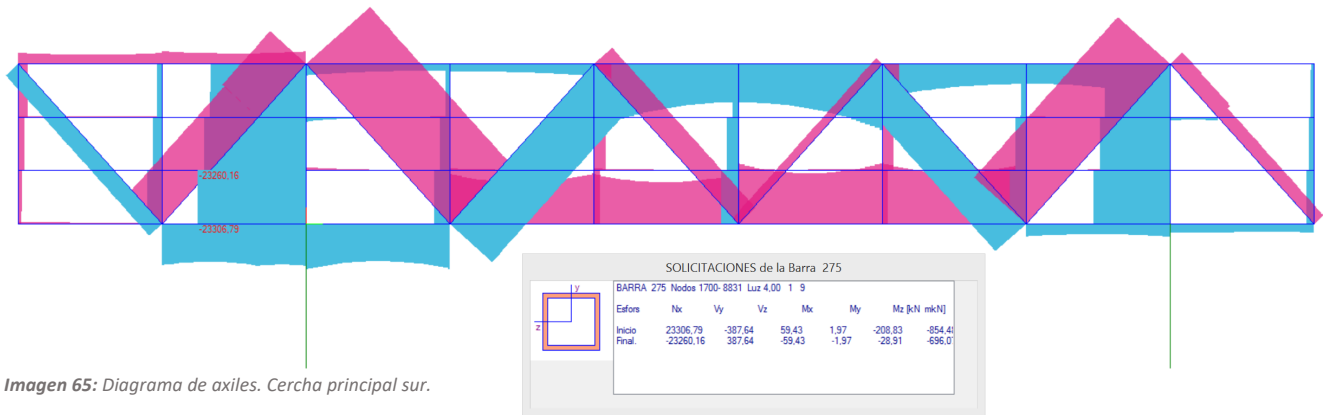 -23260,16
-23306,79
SOLICITACIONES de la Barra 275
y
z
BARRA 275 Nodos 1700- 8831 Luz 4,00 1 9
Esfors Nx Vy Vz Mx My Mz [kN mkN]
Inicio 23306,79 -387,64 59,43 1,97 -208,83 -854,48
Final. -23260,16 387,64 -59,43 -1,97 -28,91 -696,0
Imagen 65: Diagrama de axiles. Cercha principal sur.